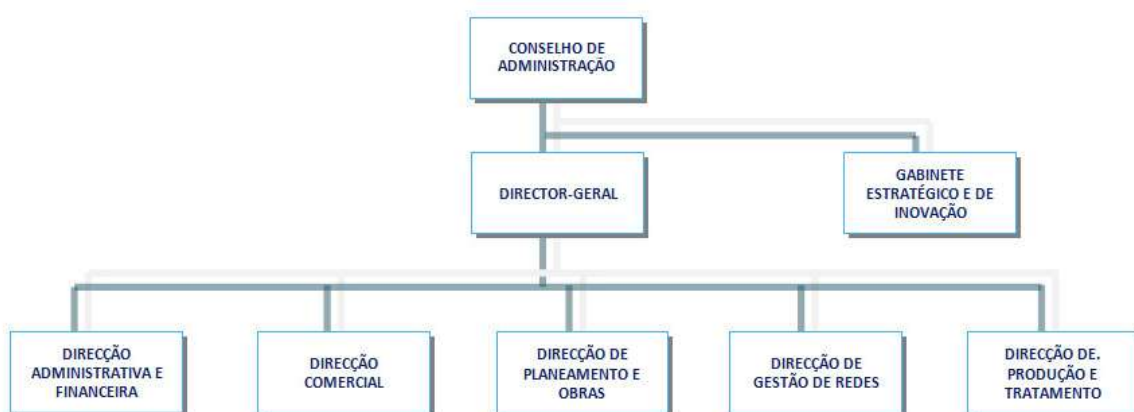 CONSELHO DE
ADMINISTRAÇÃO
DIRECTOR-GERAL
GABINETE
ESTRATÉGICO E DE
INOVAÇÃO
DIRECÇÃO
ADMINISTRATIVA E
FINANCEIRA
DIRECÇÃO
COMERCIAL
DIRECÇÃO DE
PLANEAMENTO E
OBRAS
DIRECÇÃO DE
GESTÃO DE REDES
DIRECÇÃO DE.
PRODUÇÃO E
TRATAMENTO